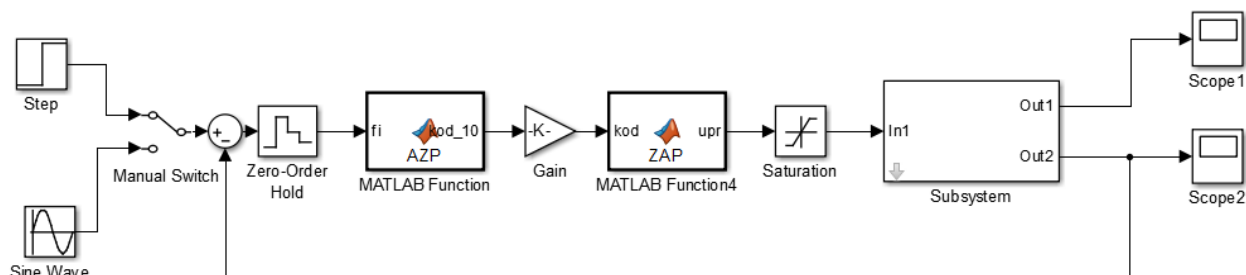 Step
Sine Wave
Manual Switch
Zero-Order
Hold
fi
kod_10
AZP
MATLAB Function
-K-
Gain
kod
upr
ZAP
MATLAB Function4
Saturation
In1
Out1
Out2
Subsystem
Scope1
Scope2